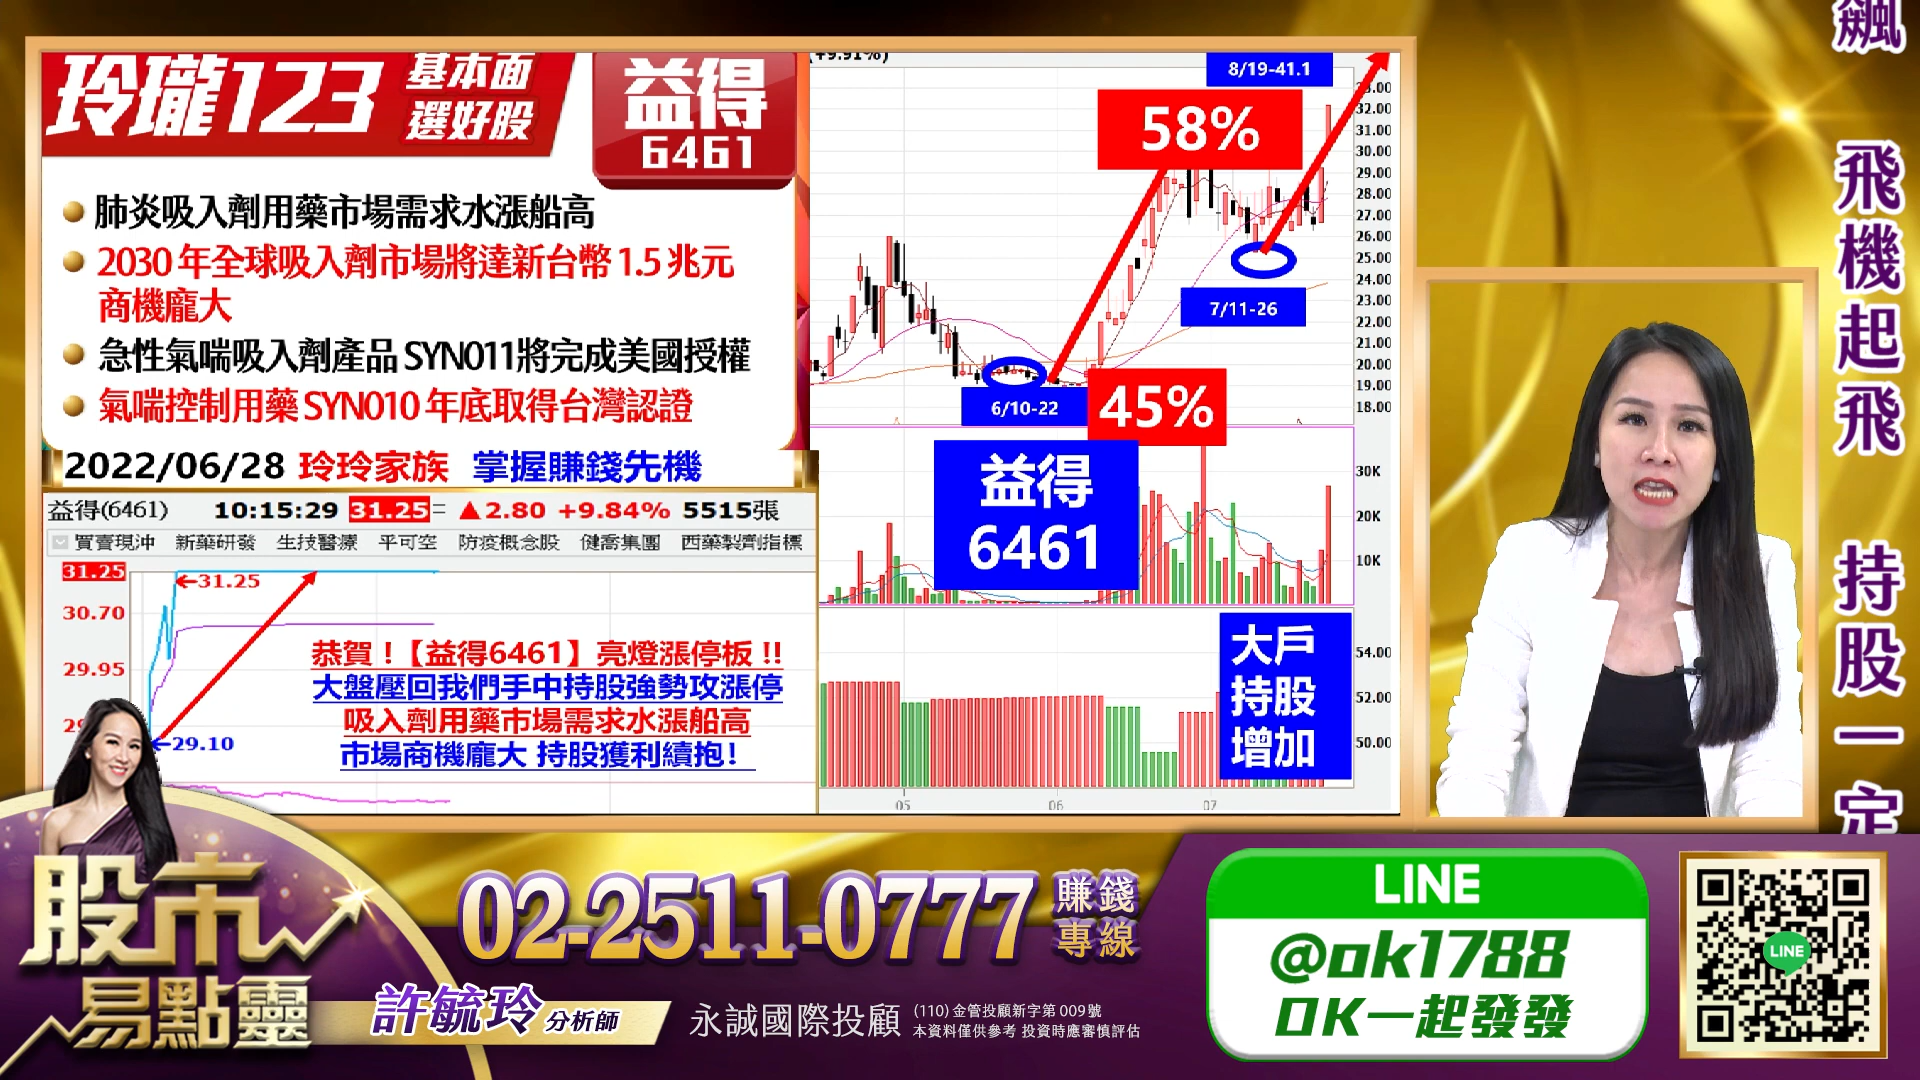 玲瓏123
基本面
選好股
益得
6461
肺炎吸入劑用藥市場需求水漲船高
2030年全球吸入劑市場將達新台幣1.5兆元
商機龐大
急性氣喘吸入劑產品SYN011將完成美國授權
氣喘控制用藥SYN010年底取得台灣認證
2022/06/28 玲玲家族 掌握賺錢先機
益得(6461) 10:15:29 31.25= ▲2.80 +9.84% 5515張
買賣現沖 新藥研發 生技醫療 平可空 防疫概念股 健喬集團 西藥製劑指標
31.25
30.70
29.95
←31.25
←29.10
恭賀！【益得6461】亮燈漲停板 !!
大盤壓回我們手中持股強勢攻漲停
吸入劑用藥市場需求水漲船高
市場商機龐大 持股獲利續抱！
(+9.91%)
8/19-41.1
58%
7/11-26
6/10-22
45%
益得
6461
大戶
持股
增加
33.00
32.00
31.00
30.00
29.00
28.00
27.00
26.00
25.00
24.00
23.00
22.00
21.00
20.00
19.00
18.00
30K
20K
10K
54.00
52.00
50.00
05
06
07
飆 飛機起飛 持股一定
股市
易點靈
02-2511-0777
賺錢
專線
許毓玲 分析師
永誠國際投顧
(110)金管投顧新字第009號
本資料僅供參考 投資時應審慎評估
LINE
@ok1788
OK一起發發
LINE